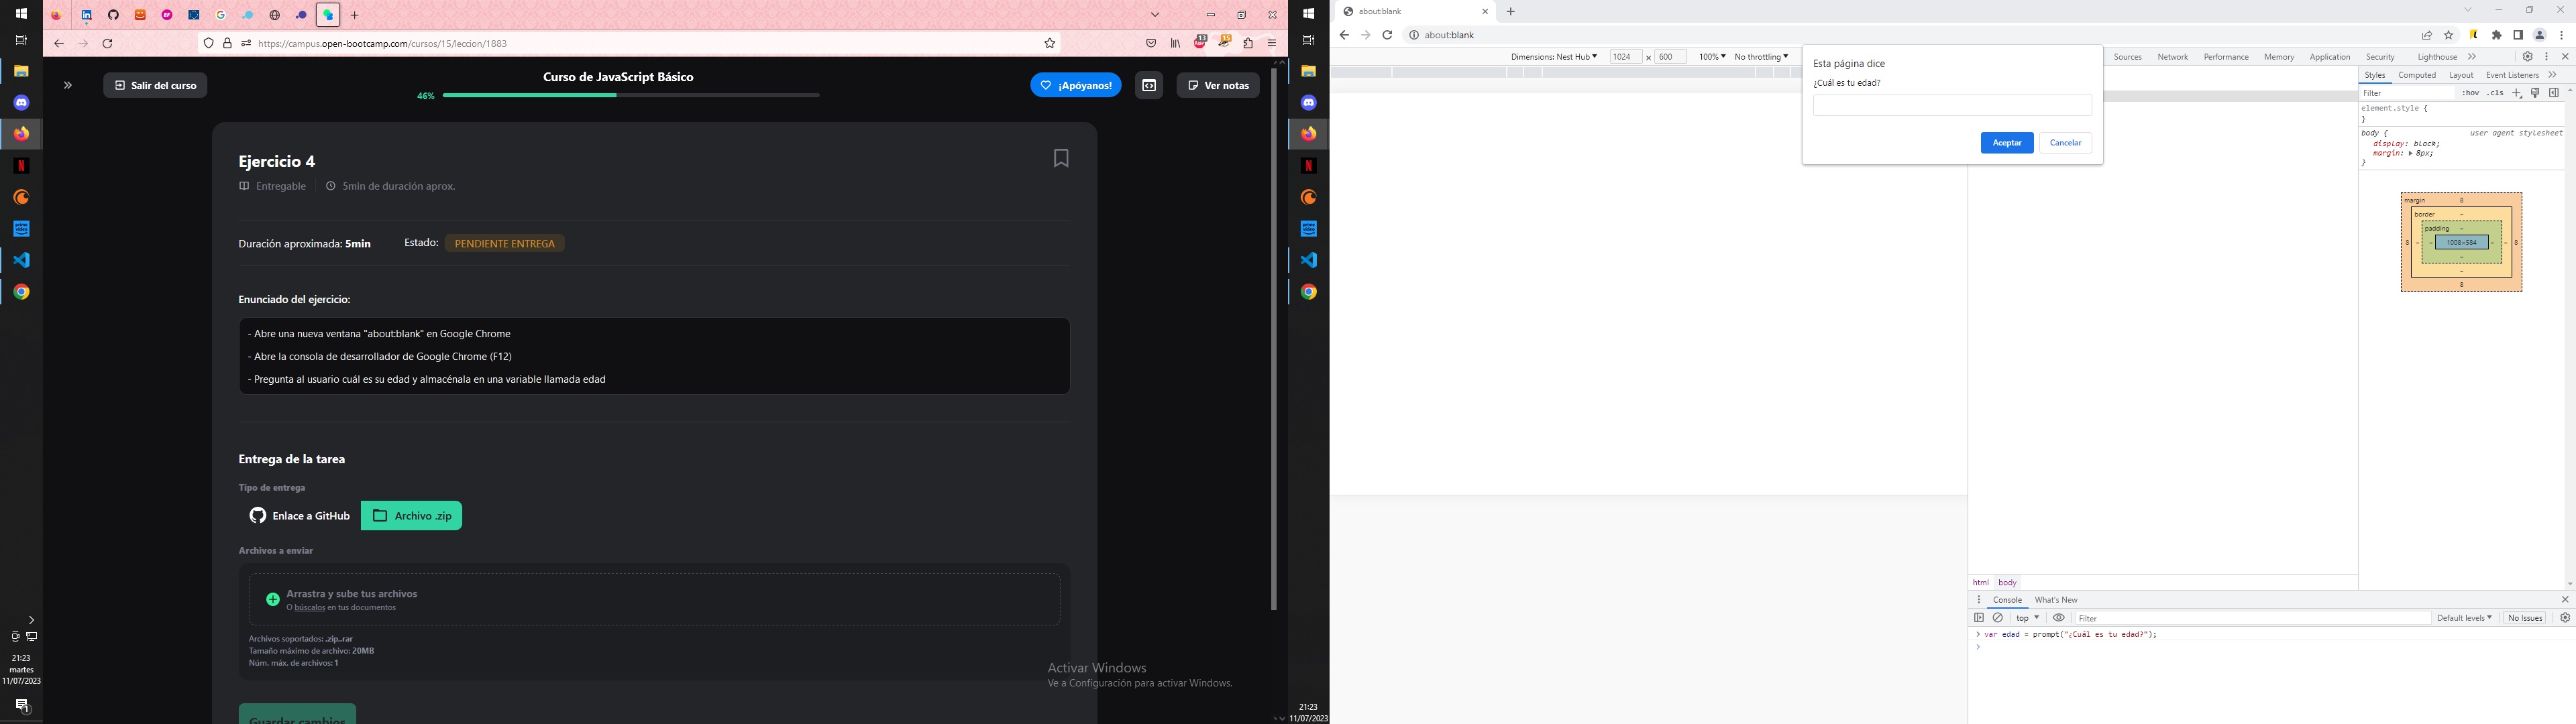 https://campus.open-bootcamp.com/cursos/15/leccion/1883
13
15
Salir del curso
Curso de JavaScript Básico
46%
¡Apóyanos!
Ver notas
Ejercicio 4
Entregable
5min de duración aprox.
Duración aproximada: 5min
Estado: PENDIENTE ENTREGA
Enunciado del ejercicio:
- Abre una nueva ventana "about:blank" en Google Chrome
- Abre la consola de desarrollador de Google Chrome (F12)
- Pregunta al usuario cuál es su edad y almacénala en una variable llamada edad
Entrega de la tarea
Tipo de entrega
Enlace a GitHub
Archivo .zip
Archivos a enviar
Arrastra y sube tus archivos
O búscalos en tus documentos
Archivos soportados: .zip,.rar
Tamaño máximo de archivo: 20MB
Núm. máx. de archivos: 1
Guardar cambios
Activar Windows
Ve a Configuración para activar Windows.
21:23
martes
11/07/2023
1
21:23
11/07/2023
about:blank
about:blank
Dimensions: Nest Hub
1024 x 600
100%
No throttling
Esta página dice
¿Cuál es tu edad?
Aceptar
Cancelar
Sources
Network
Performance
Memory
Application
Security
Lighthouse
Styles
Computed
Layout
Event Listeners
Filter
:hov
.cls
element.style {
}
body {
user agent stylesheet
display: block;
margin: 8px;
}
margin 8
border –
padding –
8 – – 1008×584 – – 8
–
–
8
html body
Console
What's New
top
Filter
Default levels
No Issues
var edad = prompt("¿Cuál es tu edad?");